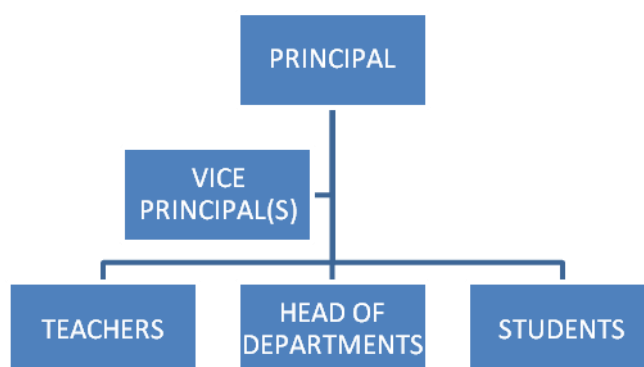 PRINCIPAL
VICE
PRINCIPAL(S)
TEACHERS
HEAD OF
DEPARTMENTS
STUDENTS